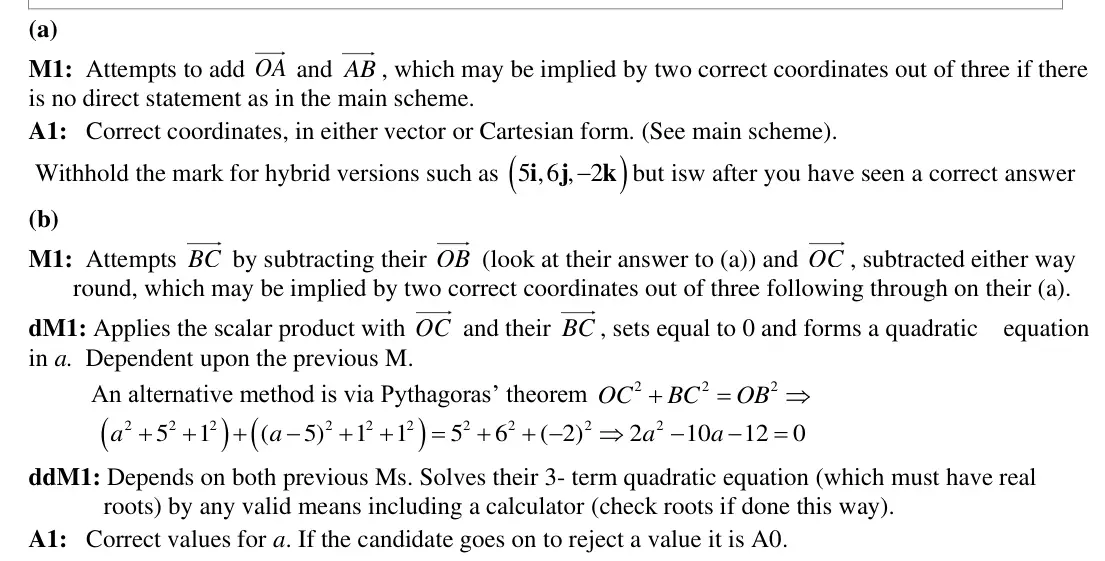 (a)
M1: Attempts to add \overrightarrow{OA} and \overrightarrow{AB}, which may be implied by two correct coordinates out of three if there
is no direct statement as in the main scheme.
A1: Correct coordinates, in either vector or Cartesian form. (See main scheme).
Withhold the mark for hybrid versions such as (5i,6j,−2k) but isw after you have seen a correct answer
(b)
M1: Attempts \overrightarrow{BC} by subtracting their \overrightarrow{OB} (look at their answer to (a)) and \overrightarrow{OC}, subtracted either way
round, which may be implied by two correct coordinates out of three following through on their (a).
dM1: Applies the scalar product with \overrightarrow{OC} and their \overrightarrow{BC}, sets equal to 0 and forms a quadratic equation
in a. Dependent upon the previous M.
An alternative method is via Pythagoras’ theorem OC² + BC² = OB² ⇒
(a² + 5² + 1²) + ((a − 5)² + 1² + 1²) = 5² + 6² + (−2)² ⇒ 2a² − 10a − 12 = 0
ddM1: Depends on both previous Ms. Solves their 3- term quadratic equation (which must have real
roots) by any valid means including a calculator (check roots if done this way).
A1: Correct values for a. If the candidate goes on to reject a value it is A0.